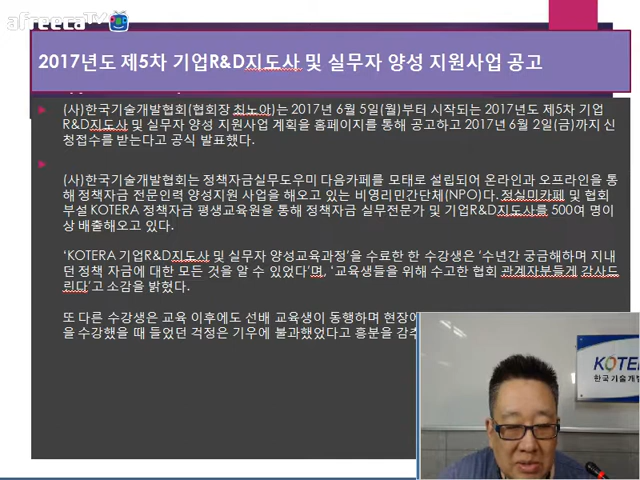 afreecaTV
2017년도 제5차 기업R&D지도사 및 실무자 양성 지원사업 공고
(사)한국기술개발협회(협회장 최노아)는 2017년 6월 5일(월)부터 시작되는 2017년도 제5차 기업
R&D지도사 및 실무자 양성 지원사업 계획을 홈페이지를 통해 공고하고 2017년 6월 2일(금)까지 신
청접수를 받는다고 공식 발표했다.
(사)한국기술개발협회는 정책자금실무도우미 다음카페를 모태로 설립되어 온라인과 오프라인을 통
해 정책자금 전문인력 양성지원 사업을 해오고 있는 비영리민간단체(NPO)다. 정실미카페 및 협회
부설 KOTERA 정책자금 평생교육원을 통해 정책자금 실무전문가 및 기업R&D지도사를 500여 명이
상 배출해오고 있다.
'KOTERA 기업R&D지도사 및 실무자 양성교육과정'을 수료한 한 수강생은 '수년간 궁금해하며 지내
던 정책 자금에 대한 모든 것을 알 수 있었다'며, '교육생들을 위해 수고한 협회 관계자분들게 감사드
린다'고 소감을 밝혔다.
또 다른 수강생은 교육 이후에도 선배 교육생이 동행하며 현장에
을 수강했을 때 들었던 걱정은 기우에 불과했었다고 흥분을 감추
KOTE
한국기술개